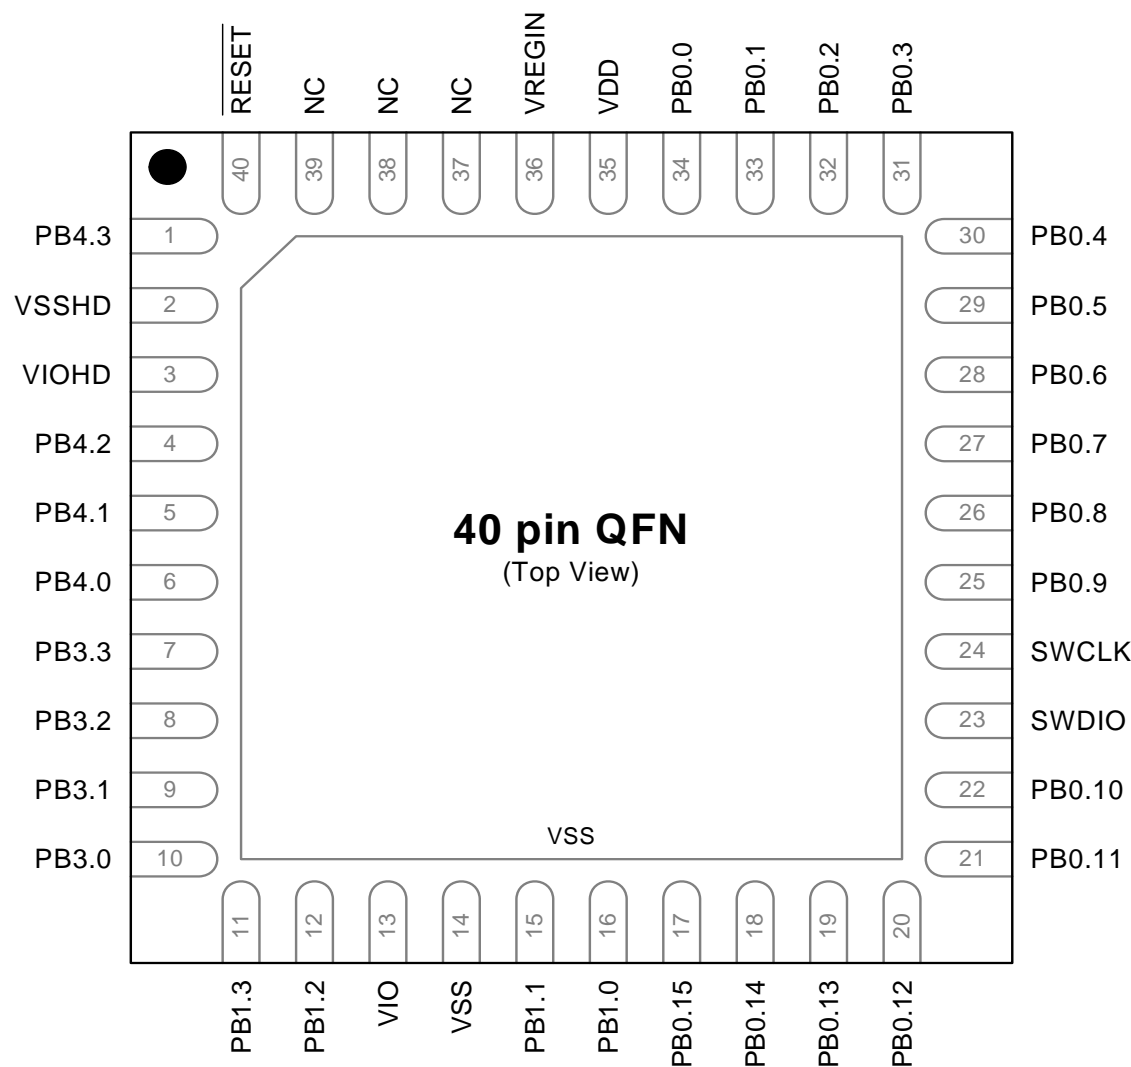 RESET
NC
NC
NC
VREGIN
VDD
PB0.0
PB0.1
PB0.2
PB0.3
40
39
38
37
36
35
34
33
32
31
PB4.3 1
30 PB0.4
VSSHD 2
29 PB0.5
VIOHD 3
28 PB0.6
PB4.2 4
27 PB0.7
PB4.1 5
26 PB0.8
PB4.0 6
25 PB0.9
PB3.3 7
24 SWCLK
PB3.2 8
23 SWDIO
PB3.1 9
22 PB0.10
PB3.0 10
21 PB0.11
40 pin QFN
(Top View)
VSS
11
12
13
14
15
16
17
18
19
20
PB1.3
PB1.2
VIO
VSS
PB1.1
PB1.0
PB0.15
PB0.14
PB0.13
PB0.12